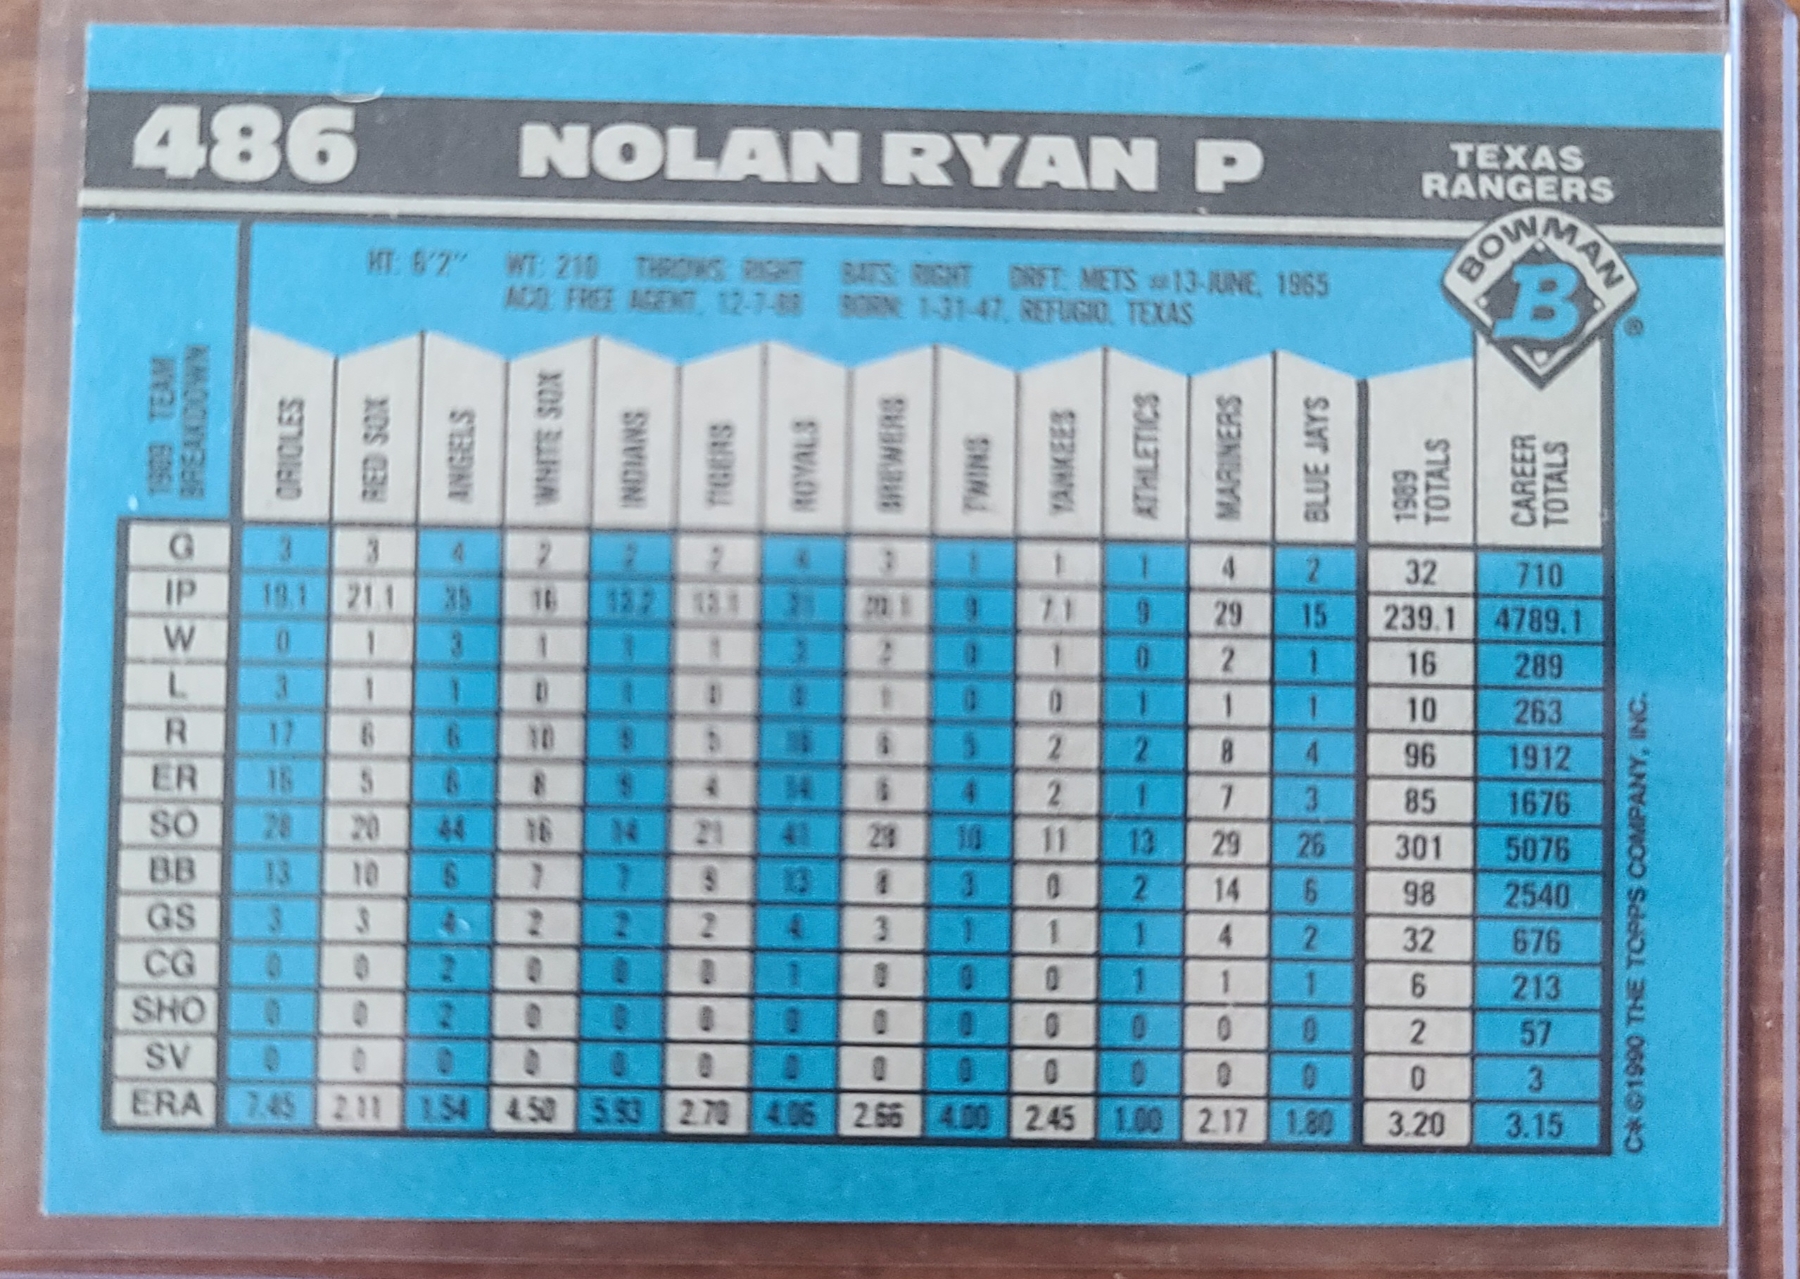 486 NOLAN RYAN P TEXAS RANGERS
BOWMAN
B
®
HT: 6'2" WT: 210 THROWS: RIGHT BATS: RIGHT DRFT: METS #13-JUNE, 1965
ACQ: FREE AGENT, 12-7-88 BORN: 1-31-47, REFUGIO, TEXAS
1989 TEAM BREAKDOWN ORIOLES RED SOX ANGELS WHITE SOX INDIANS TIGERS ROYALS BREWERS TWINS YANKEES ATHLETICS MARINERS BLUE JAYS 1989 TOTALS CAREER TOTALS
G 3 3 4 2 2 2 4 3 1 1 1 4 2 32 710
IP 19.1 21.1 35 16 13.2 13.1 31 20.1 9 7.1 9 29 15 239.1 4789.1
W 0 1 3 1 1 1 3 2 0 1 0 2 1 16 289
L 3 1 1 0 1 0 0 1 0 0 1 1 1 10 263
R 17 6 6 10 9 5 6 5 2 2 8 4 96 1912
ER 16 5 6 8 9 4 14 6 4 2 1 7 3 85 1676
SO 28 20 44 16 14 21 41 28 10 11 13 29 26 301 5076
BB 13 10 6 7 7 9 13 8 3 0 2 14 6 98 2540
GS 3 3 4 2 2 2 4 3 1 1 1 4 2 32 676
CG 0 0 2 0 0 0 1 0 0 0 1 1 1 6 213
SHO 0 0 2 0 0 0 0 0 0 0 0 0 0 2 57
SV 0 0 0 0 0 0 0 0 0 0 0 0 0 0 3
ERA 7.45 2.11 1.54 4.50 5.93 2.70 4.06 2.66 4.00 2.45 1.00 2.17 1.80 3.20 3.15
C*©1990 THE TOPPS COMPANY, INC.